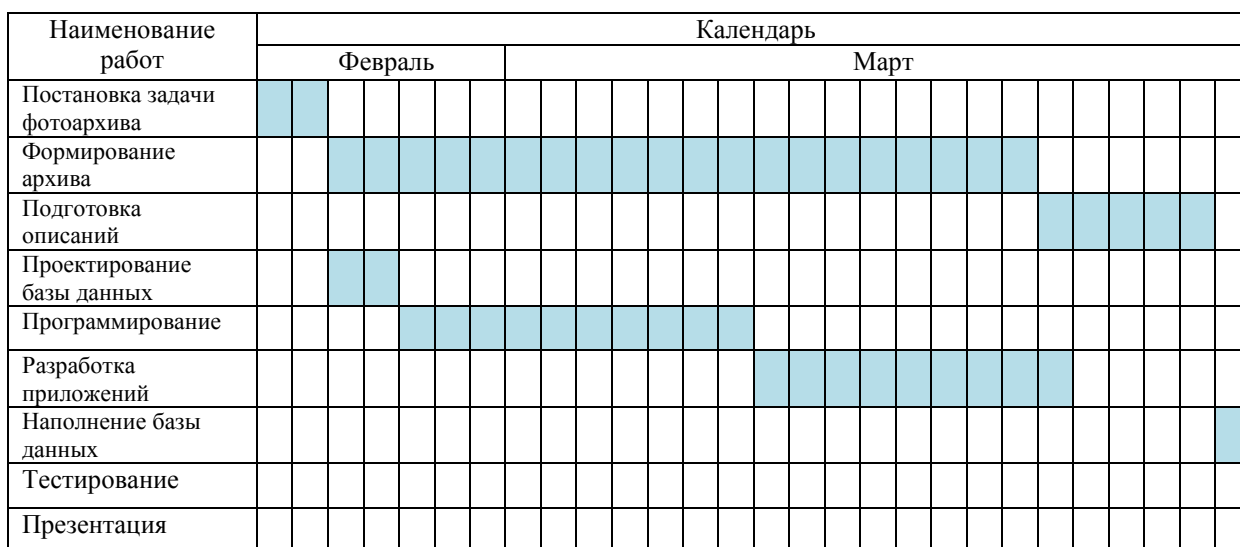 Наименование
работ
Календарь
Февраль
Март
Постановка задачи
фотоархива
Формирование
архива
Подготовка
описаний
Проектирование
базы данных
Программирование
Разработка
приложений
Наполнение базы
данных
Тестирование
Презентация